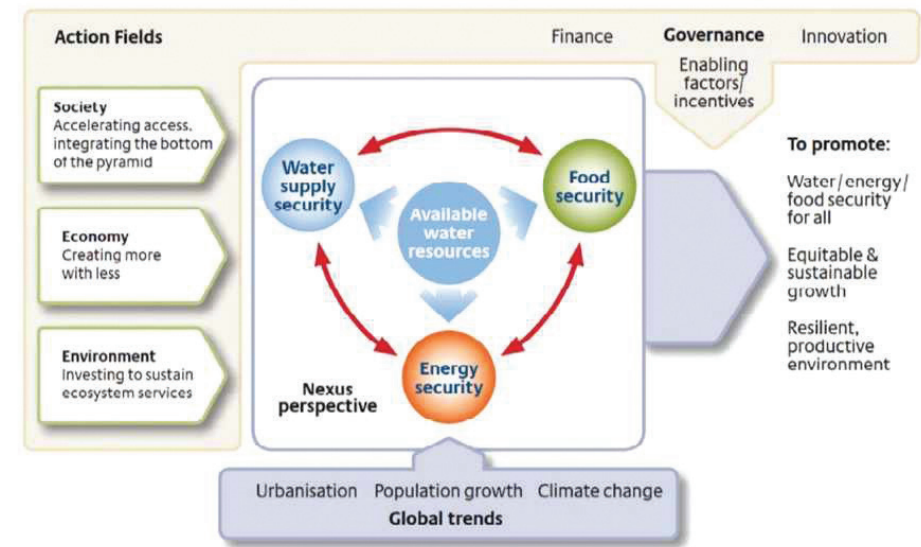 Action Fields
Finance
Governance
Innovation
Enabling
factors/
incentives
Society
Accelerating access,
integrating the bottom
of the pyramid
Economy
Creating more
with less
Environment
Investing to sustain
ecosystem services
Water
supply
security
Food
security
Available
water
resources
Energy
security
Nexus
perspective
To promote:
Water/energy/
food security
for all
Equitable &
sustainable
growth
Resilient,
productive
environment
Urbanisation Population growth Climate change
Global trends